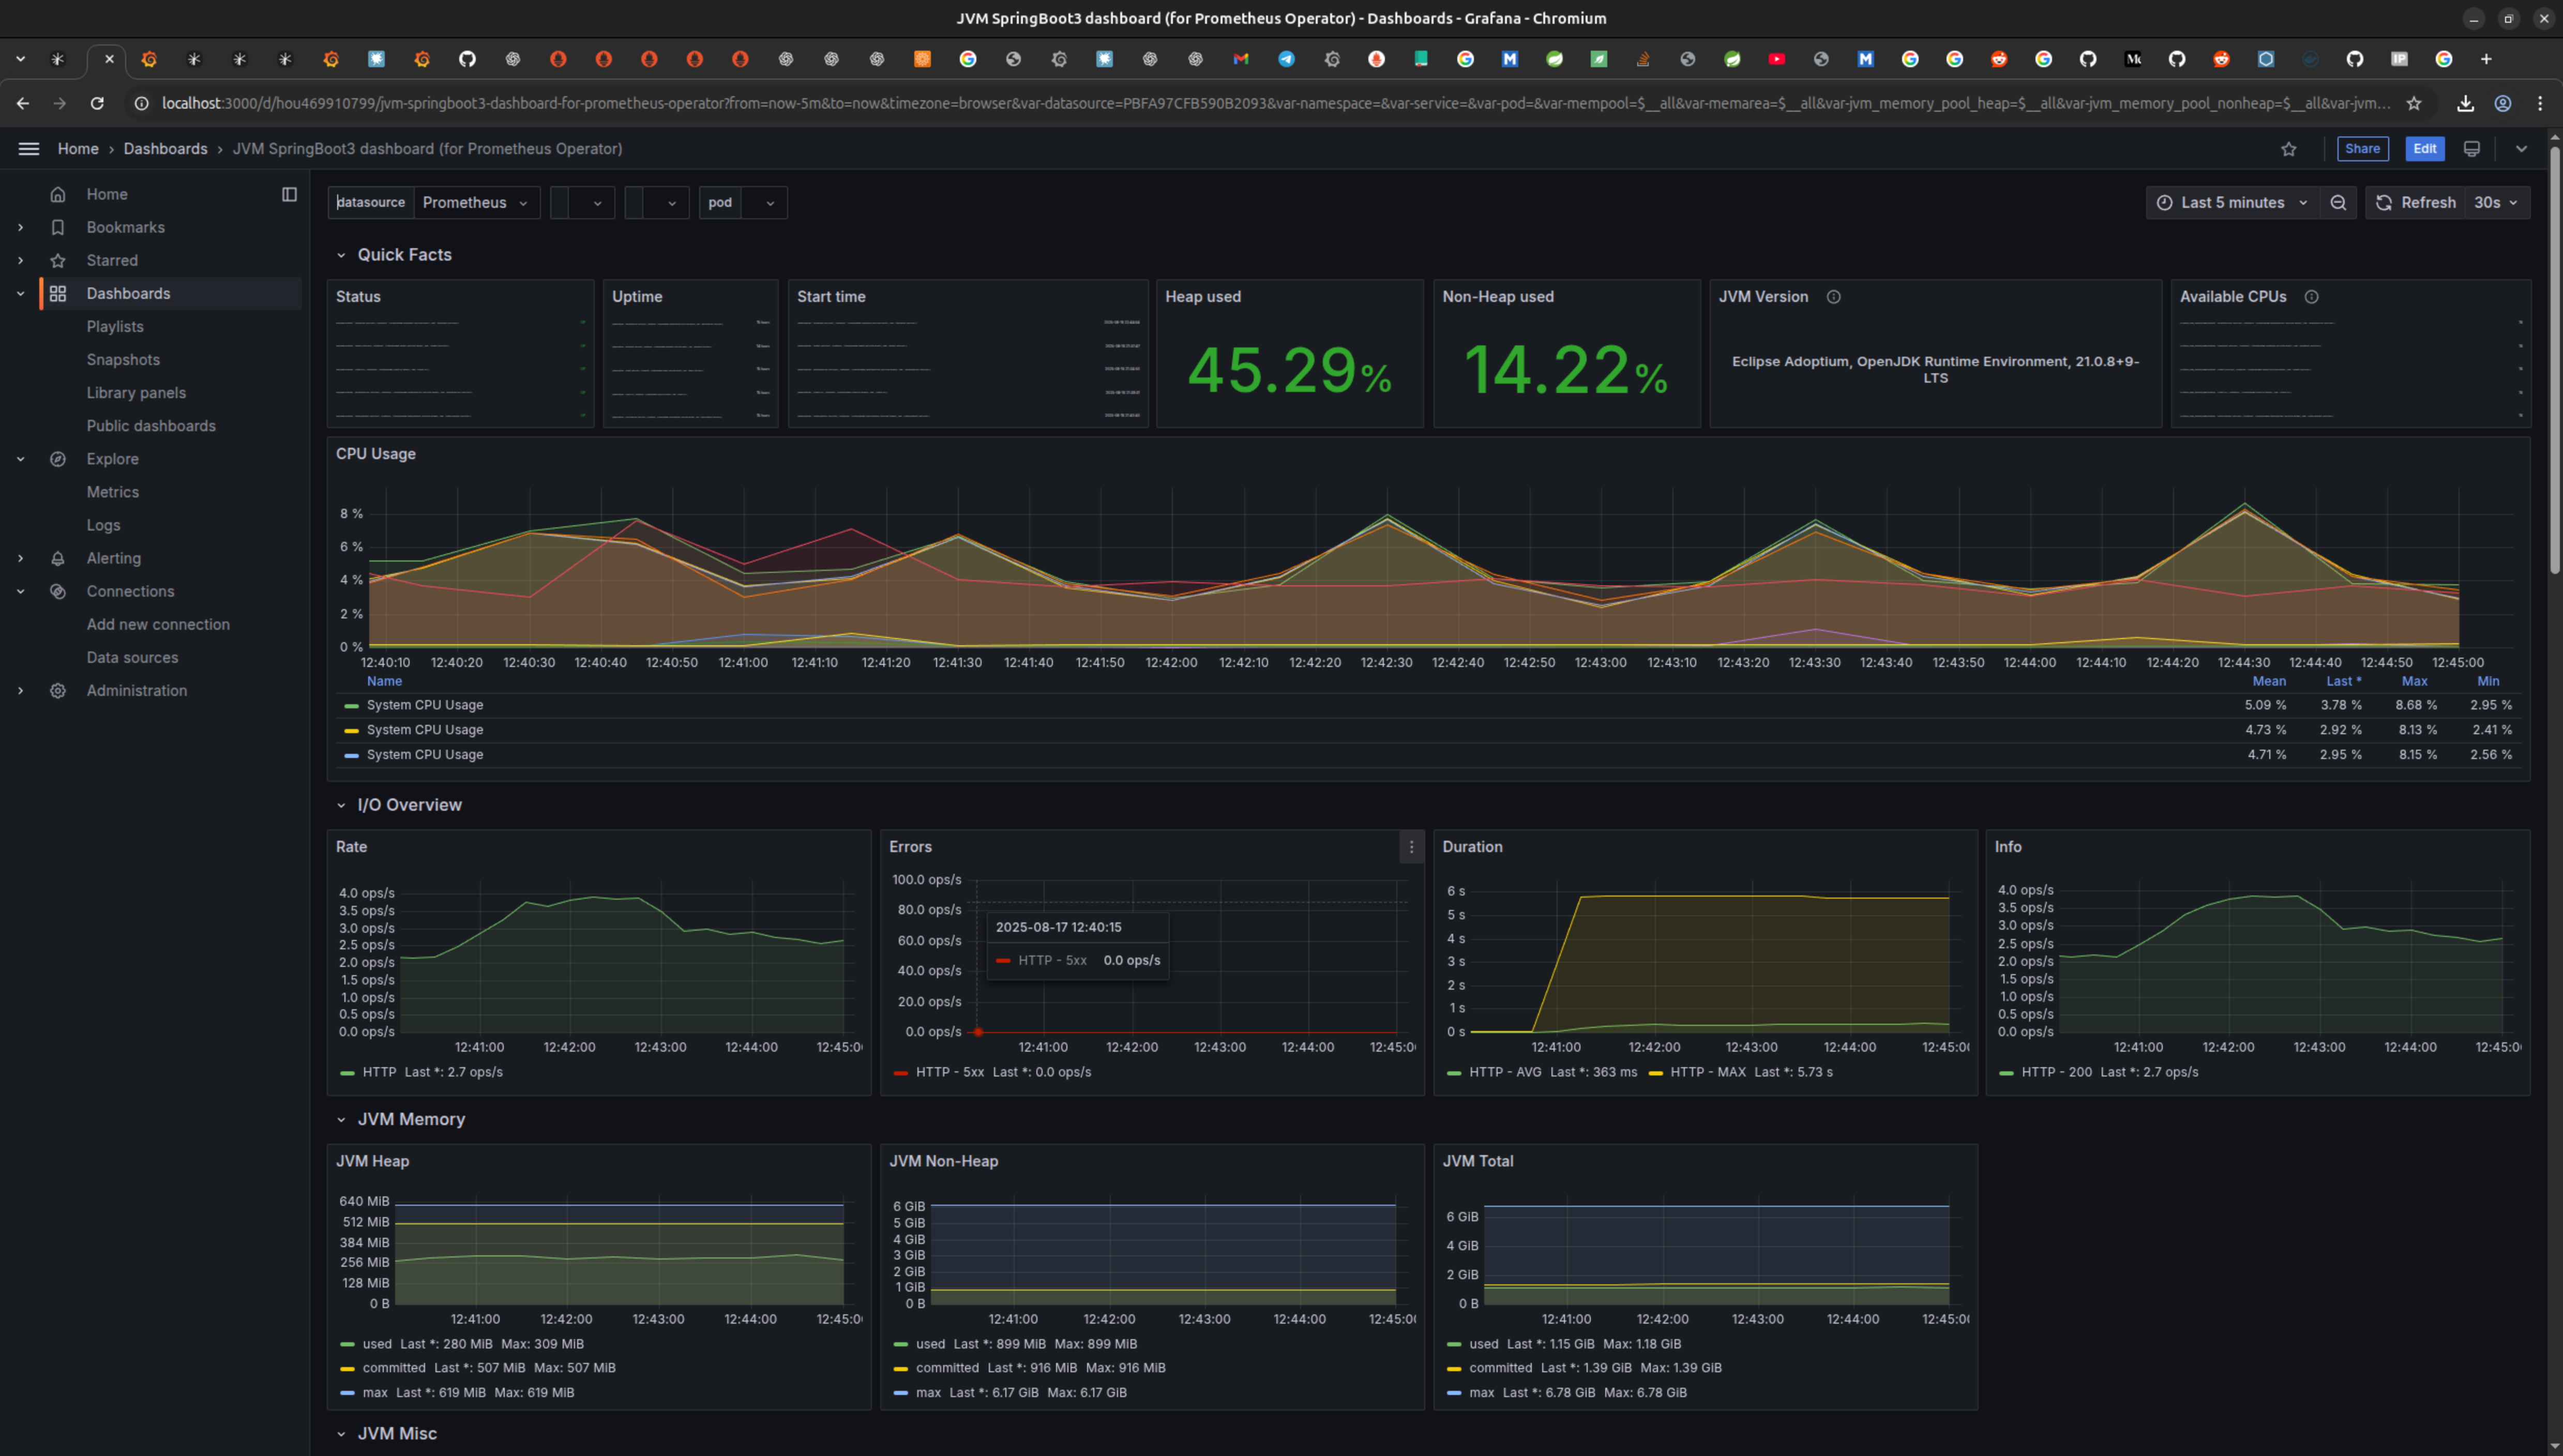 JVM SpringBoot3 dashboard (for Prometheus Operator) - Dashboards - Grafana - Chromium
localhost:3000/d/hou469910799/jvm-springboot3-dashboard-for-prometheus-operator?from=now-5m&to=now&timezone=browser&var-datasource=PBFA97CFB590B2093&var-namespace=&var-service=&var-pod=&var-mempool=$__all&var-memarea=$__all&var-jvm_memory_pool_heap=$__all&var-jvm_memory_pool_nonheap=$__all&var-jvm...
Home › Dashboards › JVM SpringBoot3 dashboard (for Prometheus Operator)
Share Edit
Home
Bookmarks
Starred
Dashboards
Playlists
Snapshots
Library panels
Public dashboards
Explore
Metrics
Logs
Alerting
Connections
Add new connection
Data sources
Administration
datasource Prometheus pod
Last 5 minutes Refresh 30s
Quick Facts
Status
Uptime
Start time
Heap used
45.29%
Non-Heap used
14.22%
JVM Version
Eclipse Adoptium, OpenJDK Runtime Environment, 21.0.8+9-
LTS
Available CPUs
CPU Usage
8 %
6 %
4 %
2 %
0 %
12:40:10 12:40:20 12:40:30 12:40:40 12:40:50 12:41:00 12:41:10 12:41:20 12:41:30 12:41:40 12:41:50 12:42:00 12:42:10 12:42:20 12:42:30 12:42:40 12:42:50 12:43:00 12:43:10 12:43:20 12:43:30 12:43:40 12:43:50 12:44:00 12:44:10 12:44:20 12:44:30 12:44:40 12:44:50 12:45:00
Name Mean Last * Max Min
System CPU Usage 5.09 % 3.78 % 8.68 % 2.95 %
System CPU Usage 4.73 % 2.92 % 8.13 % 2.41 %
System CPU Usage 4.71 % 2.95 % 8.15 % 2.56 %
I/O Overview
Rate
4.0 ops/s
3.5 ops/s
3.0 ops/s
2.5 ops/s
2.0 ops/s
1.5 ops/s
1.0 ops/s
0.5 ops/s
0.0 ops/s
12:41:00 12:42:00 12:43:00 12:44:00 12:45:0
HTTP Last *: 2.7 ops/s
Errors
100.0 ops/s
80.0 ops/s
60.0 ops/s
40.0 ops/s
20.0 ops/s
0.0 ops/s
2025-08-17 12:40:15
HTTP - 5xx 0.0 ops/s
12:41:00 12:42:00 12:43:00 12:44:00 12:45:0
HTTP - 5xx Last *: 0.0 ops/s
Duration
6 s
5 s
4 s
3 s
2 s
1 s
0 s
12:41:00 12:42:00 12:43:00 12:44:00 12:45:0
HTTP - AVG Last *: 363 ms HTTP - MAX Last *: 5.73 s
Info
4.0 ops/s
3.5 ops/s
3.0 ops/s
2.5 ops/s
2.0 ops/s
1.5 ops/s
1.0 ops/s
0.5 ops/s
0.0 ops/s
12:41:00 12:42:00 12:43:00 12:44:00 12:45:0
HTTP - 200 Last *: 2.7 ops/s
JVM Memory
JVM Heap
640 MiB
512 MiB
384 MiB
256 MiB
128 MiB
0 B
12:41:00 12:42:00 12:43:00 12:44:00 12:45:0
used Last *: 280 MiB Max: 309 MiB
committed Last *: 507 MiB Max: 507 MiB
max Last *: 619 MiB Max: 619 MiB
JVM Non-Heap
6 GiB
5 GiB
4 GiB
3 GiB
2 GiB
1 GiB
0 B
12:41:00 12:42:00 12:43:00 12:44:00 12:45:0
used Last *: 899 MiB Max: 899 MiB
committed Last *: 916 MiB Max: 916 MiB
max Last *: 6.17 GiB Max: 6.17 GiB
JVM Total
6 GiB
4 GiB
2 GiB
0 B
12:41:00 12:42:00 12:43:00 12:44:00 12:45:0
used Last *: 1.15 GiB Max: 1.18 GiB
committed Last *: 1.39 GiB Max: 1.39 GiB
max Last *: 6.78 GiB Max: 6.78 GiB
JVM Misc